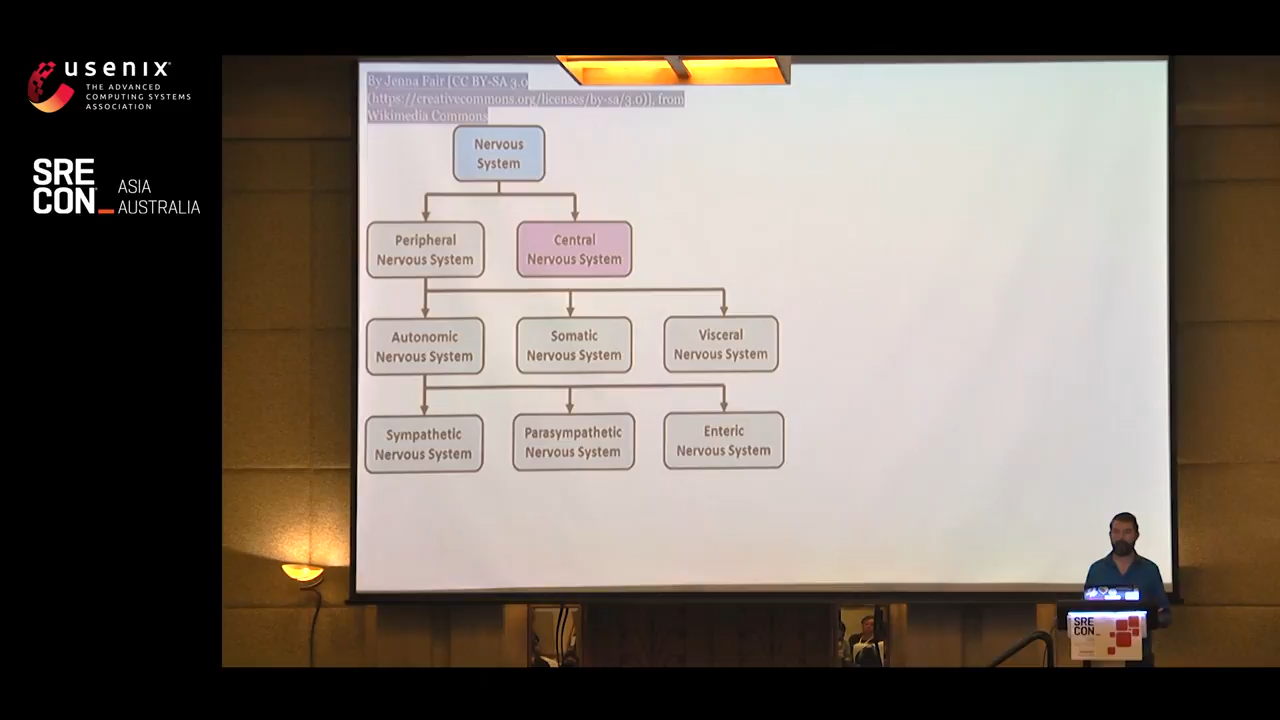 usenix
THE ADVANCED
COMPUTING SYSTEMS
ASSOCIATION
SRE
CON
ASIA
AUSTRALIA
By Jenna Fair [CC BY-SA 3.0
(https://creativecommons.org/licenses/by-sa/3.0)], from
Wikimedia Commons
Nervous
System
Peripheral
Nervous System
Central
Nervous System
Autonomic
Nervous System
Somatic
Nervous System
Visceral
Nervous System
Sympathetic
Nervous System
Parasympathetic
Nervous System
Enteric
Nervous System
SRE
CON